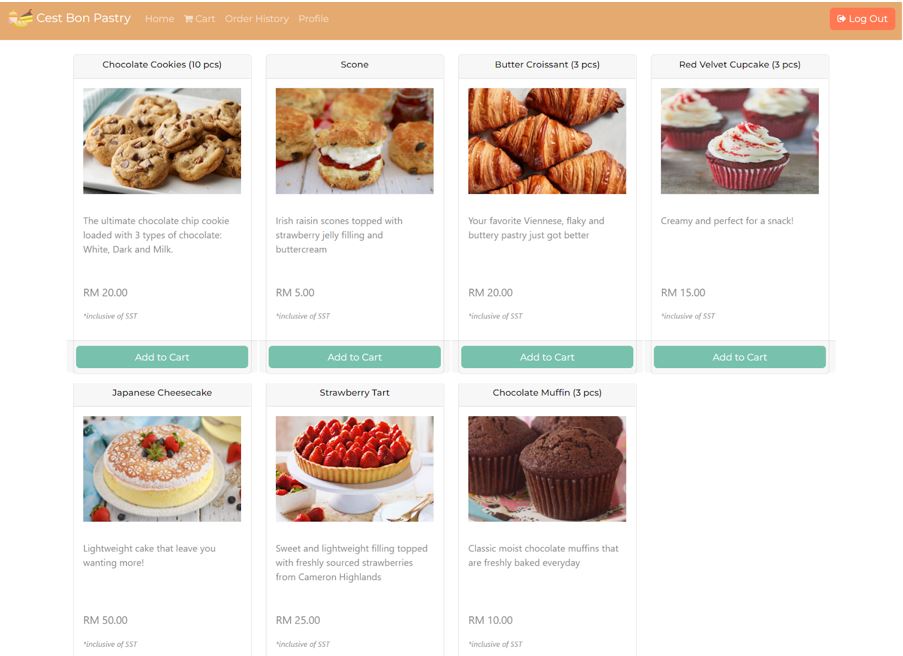 Cest Bon Pastry Home Cart Order History Profile Log Out
Chocolate Cookies (10 pcs)
The ultimate chocolate chip cookie
loaded with 3 types of chocolate:
White, Dark and Milk.
RM 20.00
*inclusive of SST
Add to Cart
Scone
Irish raisin scones topped with
strawberry jelly filling and
buttercream
RM 5.00
*inclusive of SST
Add to Cart
Butter Croissant (3 pcs)
Your favorite Viennese, flaky and
buttery pastry just got better
RM 20.00
*inclusive of SST
Add to Cart
Red Velvet Cupcake (3 pcs)
Creamy and perfect for a snack!
RM 15.00
*inclusive of SST
Add to Cart
Japanese Cheesecake
Lightweight cake that leave you
wanting more!
RM 50.00
*inclusive of SST
Strawberry Tart
Sweet and lightweight filling topped
with freshly sourced strawberries
from Cameron Highlands
RM 25.00
*inclusive of SST
Chocolate Muffin (3 pcs)
Classic moist chocolate muffins that
are freshly baked everyday
RM 10.00
*inclusive of SST